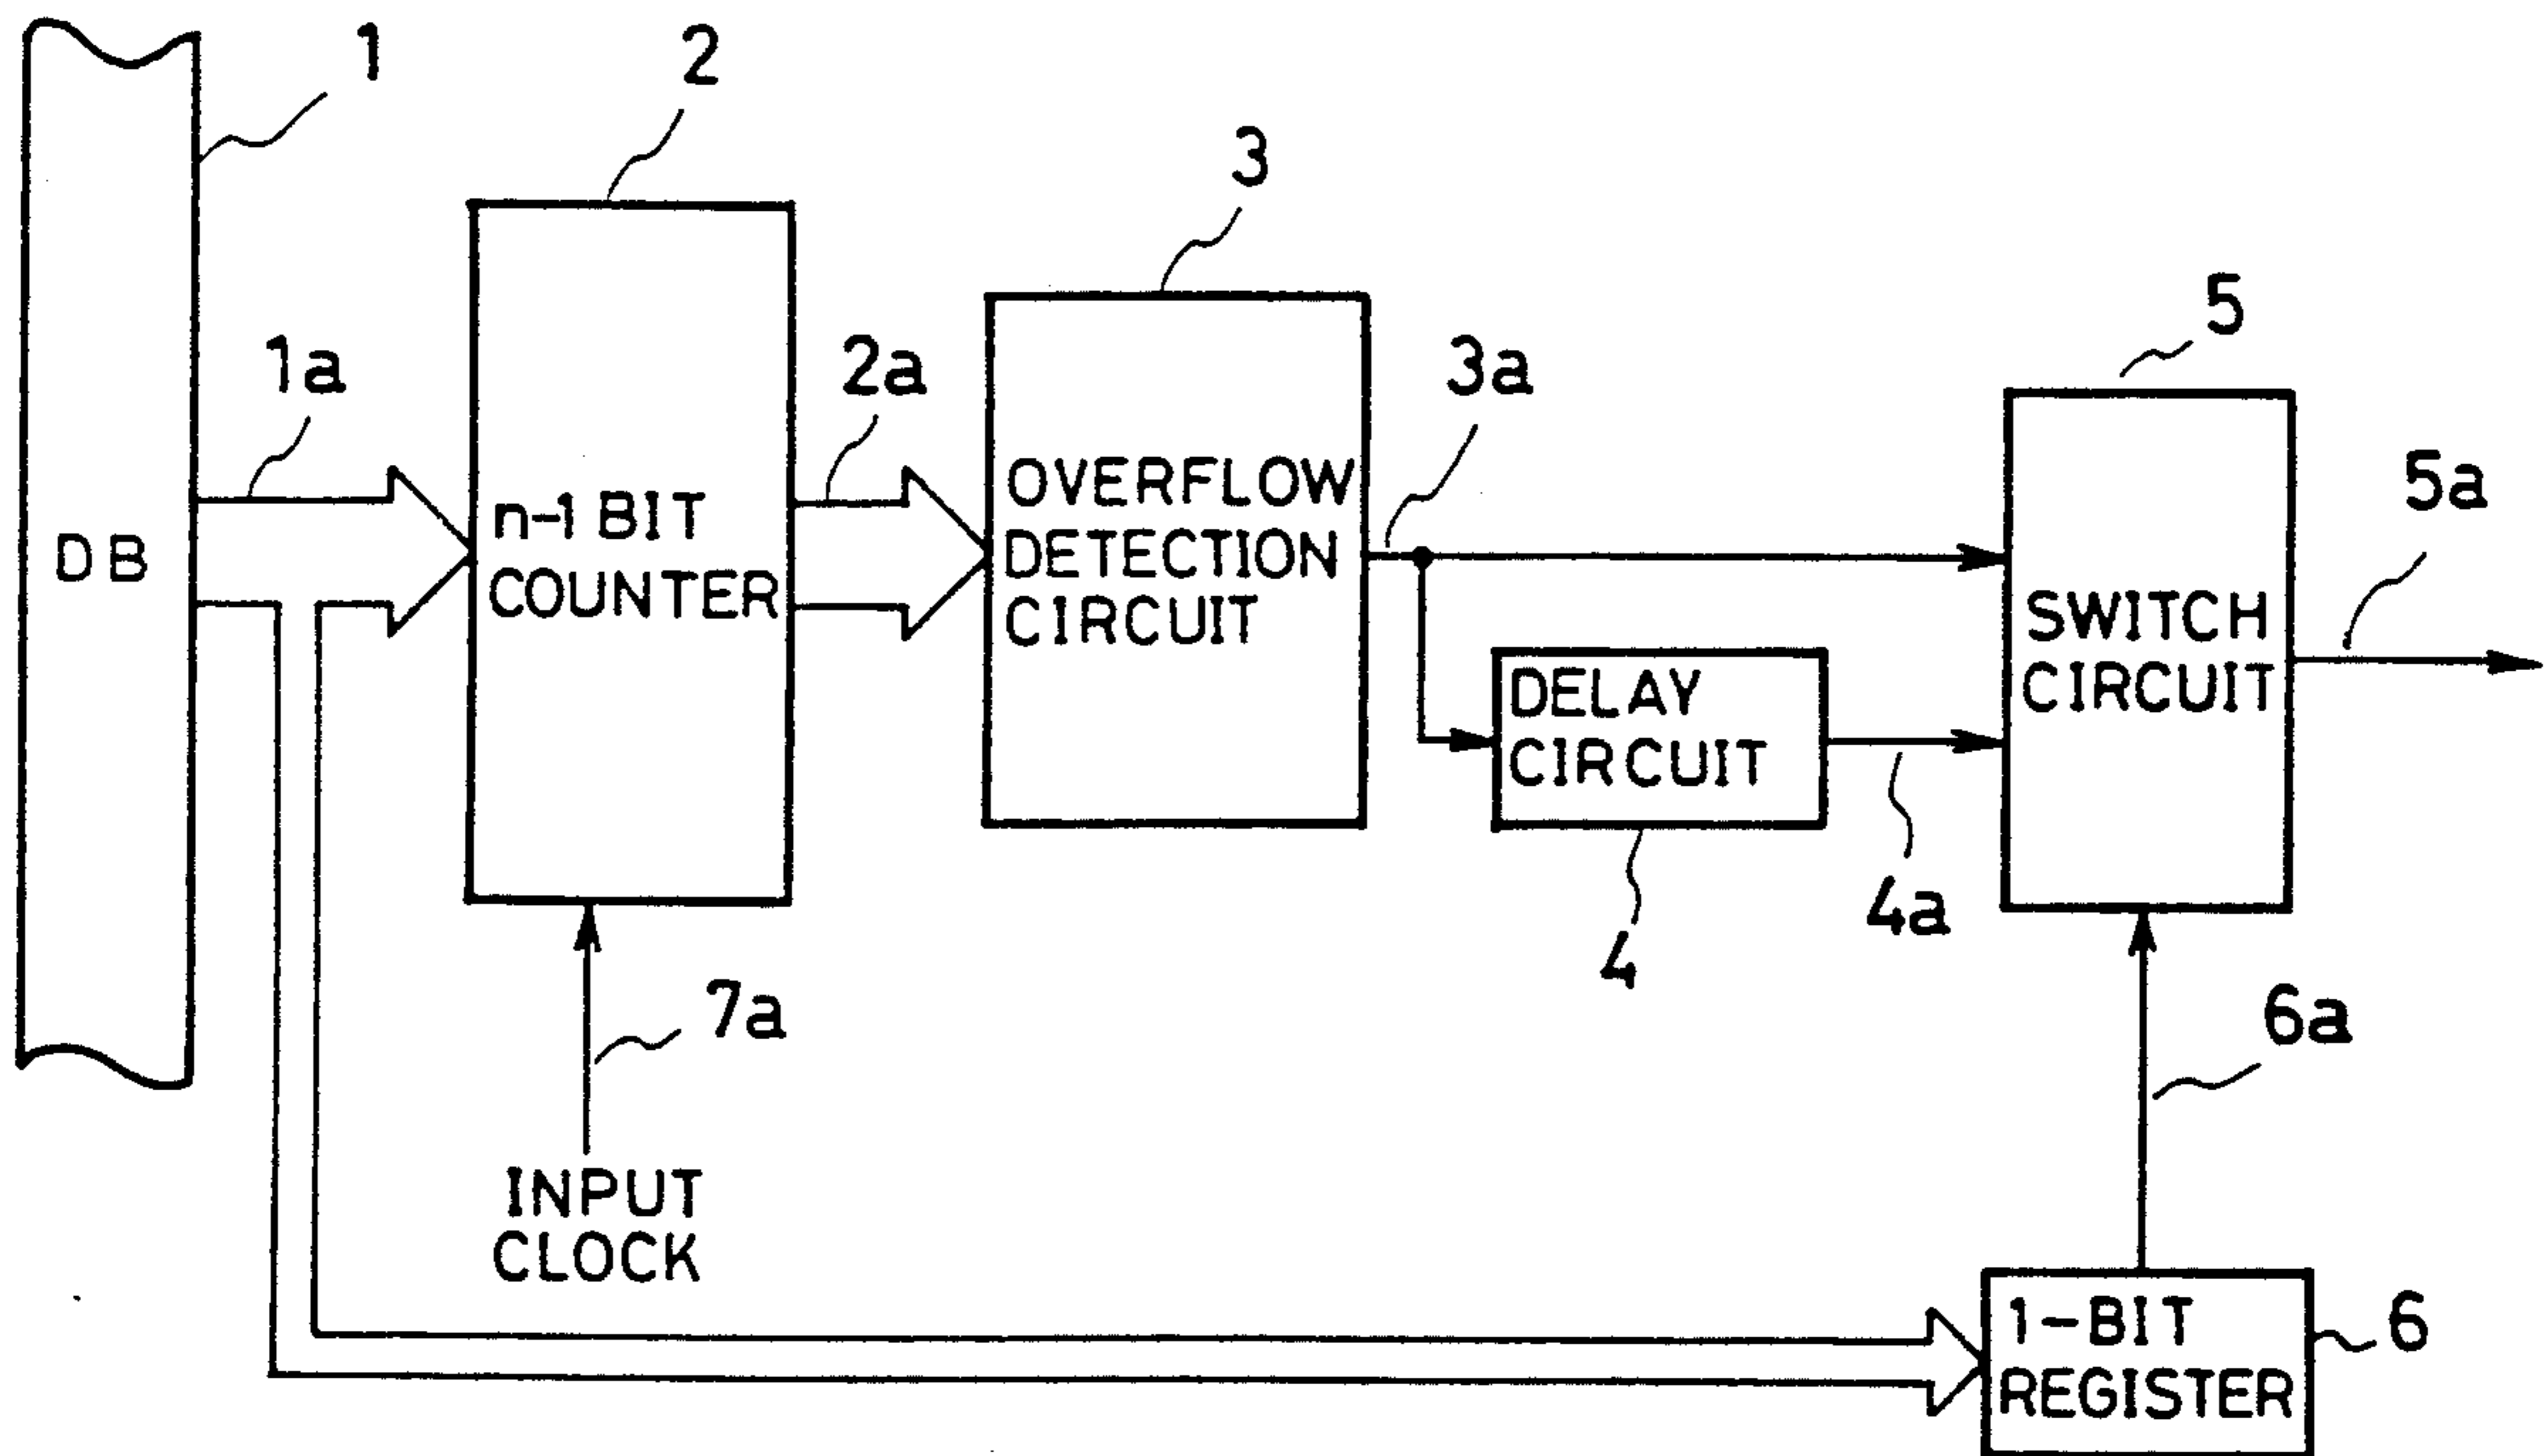 1
2
3
5
1a
2a
3a
5a
DB
n-1 BIT
COUNTER
OVERFLOW
DETECTION
CIRCUIT
SWITCH
CIRCUIT
DELAY
CIRCUIT
4
4a
7a
6a
INPUT
CLOCK
1-BIT
REGISTER
6